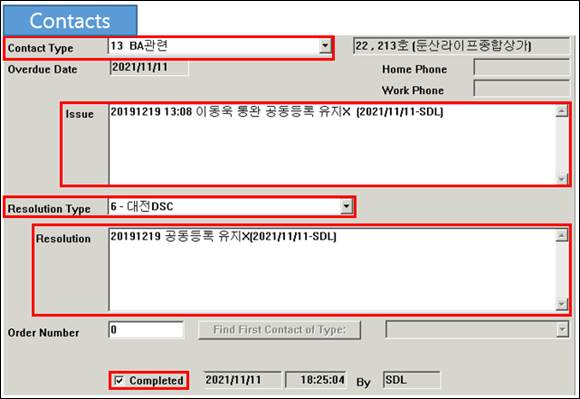 Contacts
Contact Type 13 BA관련 22 , 213호 (둔산라이프종합상가)
Overdue Date 2021/11/11 Home Phone
Work Phone
Issue 20191219 13:08 이동욱 통완 공동등록 유지X (2021/11/11-SDL)
Resolution Type 6 - 대전DSC
Resolution 20191219 공동등록 유지X(2021/11/11-SDL)
Order Number 0 Find First Contact of Type:
Completed 2021/11/11 18:25:04 By SDL